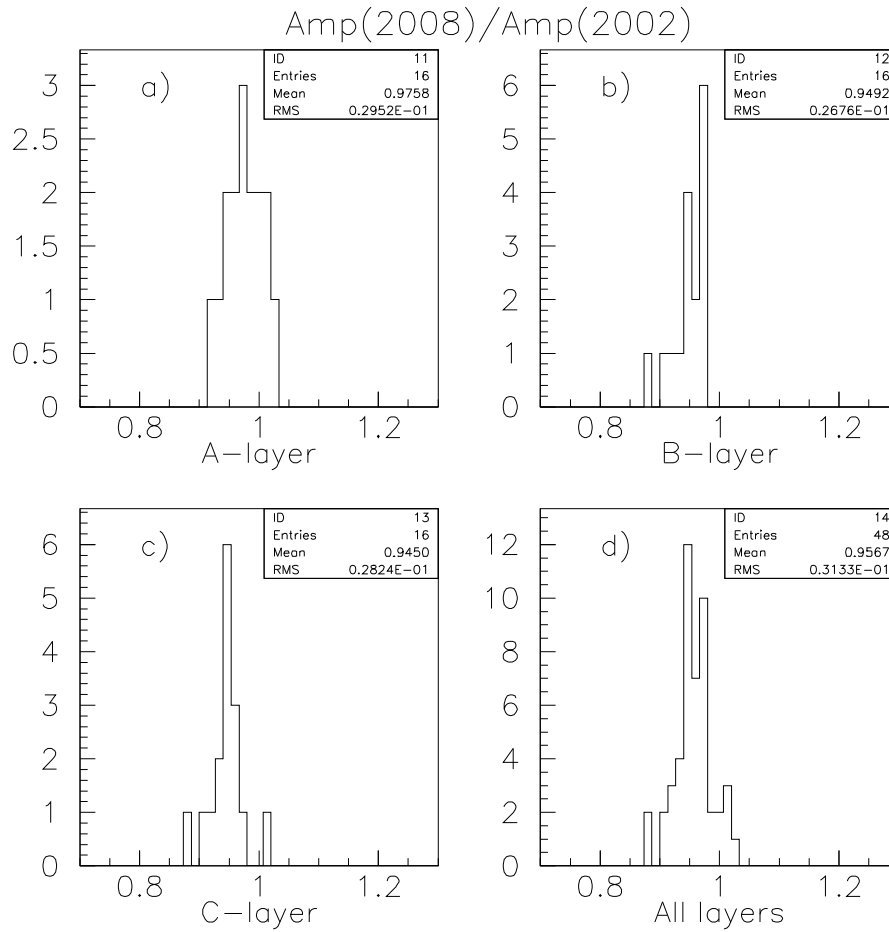 Amp(2008)/Amp(2002)
a)
ID 11
Entries 16
Mean 0.9758
RMS 0.2952E-01
3
2.5
2
1.5
1
0.5
0
0.8 1 1.2
A-layer
b)
ID 12
Entries 16
Mean 0.9492
RMS 0.2676E-01
6
5
4
3
2
1
0
0.8 1 1.2
B-layer
c)
ID 13
Entries 16
Mean 0.9450
RMS 0.2824E-01
6
5
4
3
2
1
0
0.8 1 1.2
C-layer
d)
ID 14
Entries 48
Mean 0.9567
RMS 0.3133E-01
12
10
8
6
4
2
0
0.8 1 1.2
All layers